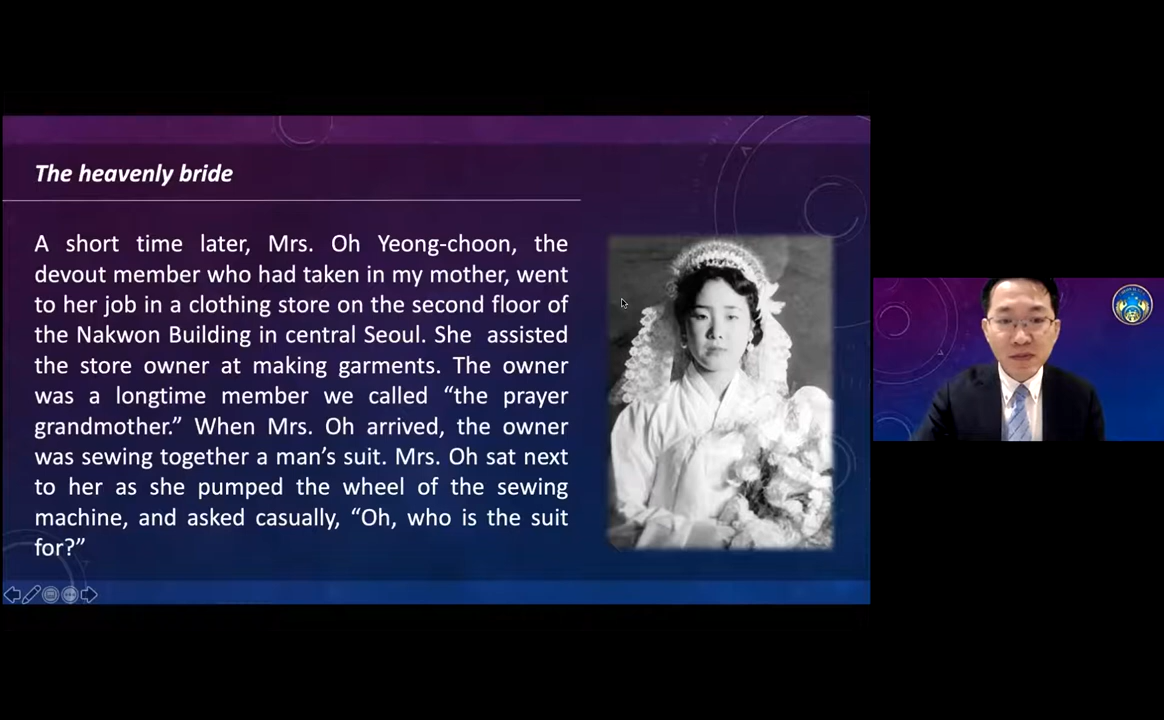 The heavenly bride
A short time later, Mrs. Oh Yeong-choon, the
devout member who had taken in my mother, went
to her job in a clothing store on the second floor of
the Nakwon Building in central Seoul. She assisted
the store owner at making garments. The owner
was a longtime member we called “the prayer
grandmother.” When Mrs. Oh arrived, the owner
was sewing together a man’s suit. Mrs. Oh sat next
to her as she pumped the wheel of the sewing
machine, and asked casually, “Oh, who is the suit
for?”